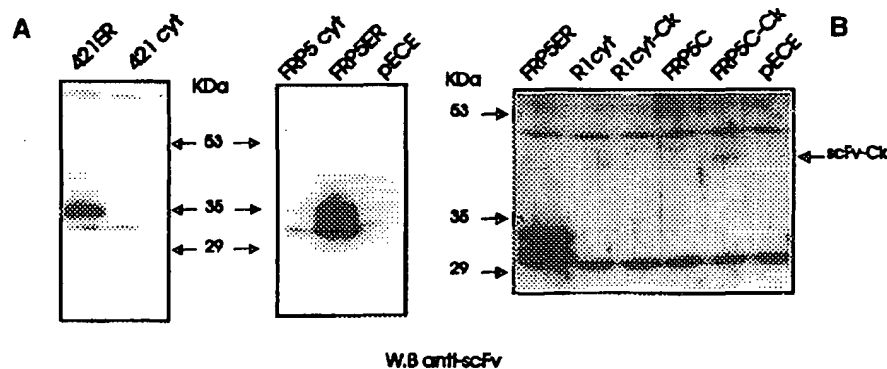 A
421ER
421 cyt
KDa
FRP5 cyt
FRP5ER
pECE
53
35
29
B
FRP5ER
R1cyt
R1cyt-Ck
FRP5C
FRP5C-Ck
pECE
KDa
53
35
29
scFv-Ck
W.B anti-scFv